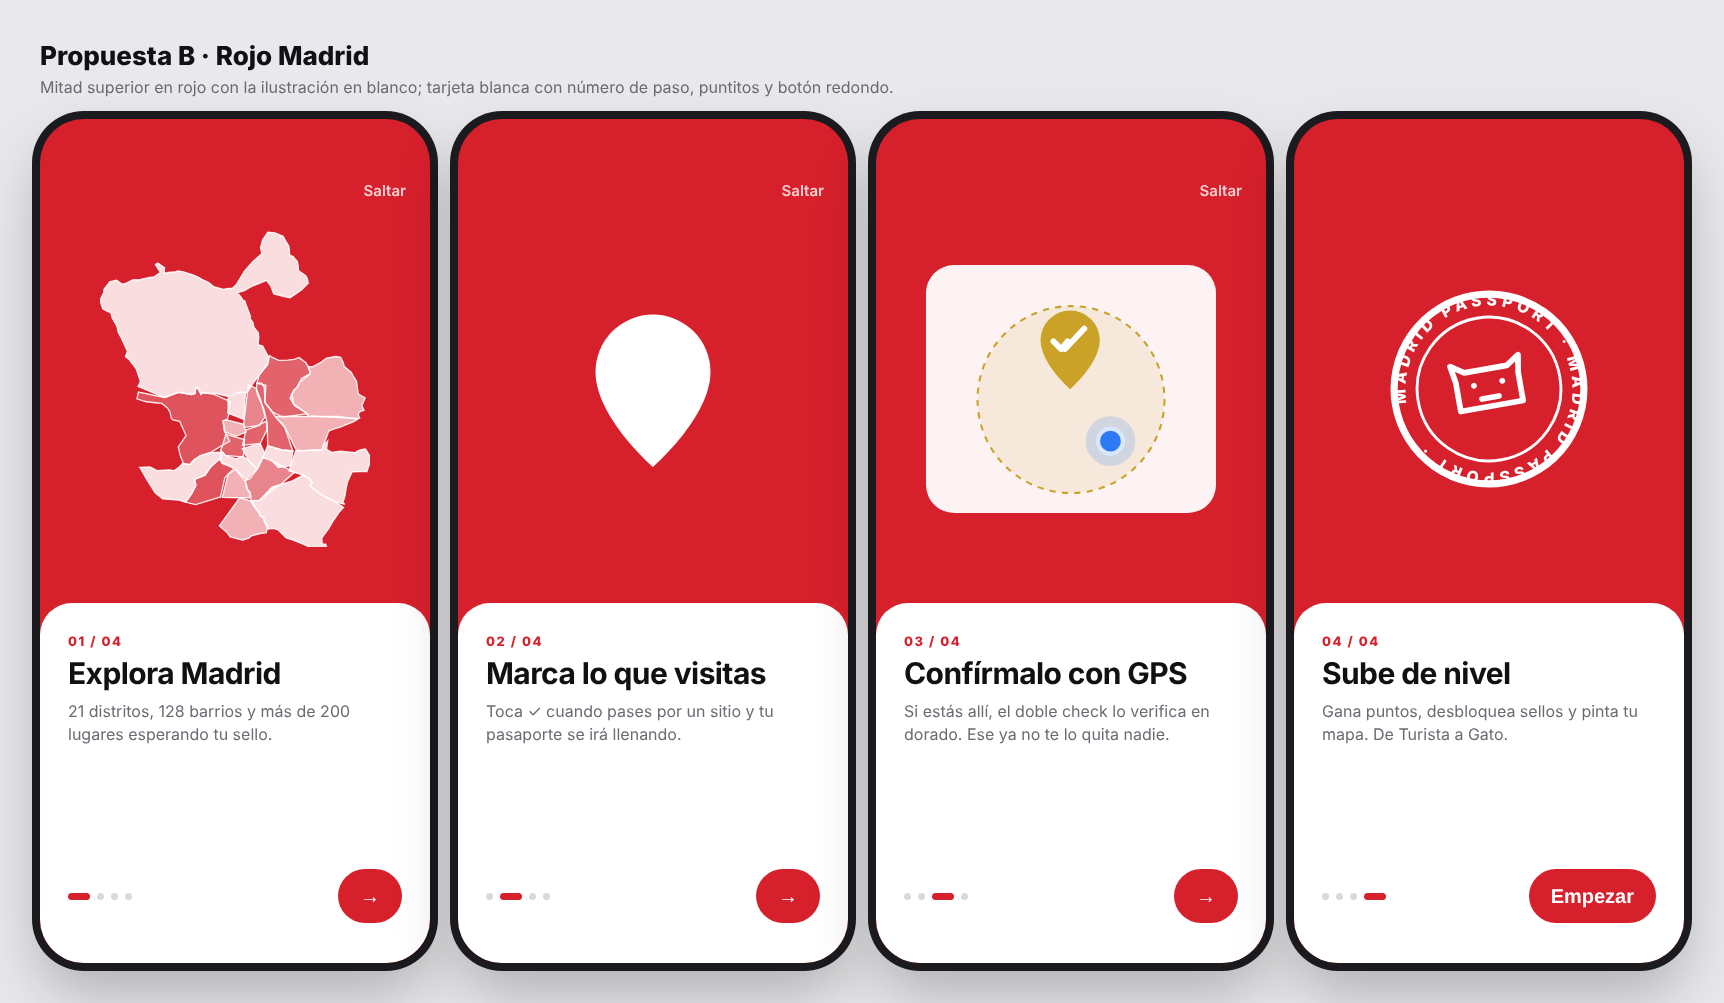 Propuesta B · Rojo Madrid
Mitad superior en rojo con la ilustración en blanco; tarjeta blanca con número de paso, puntitos y botón redondo.
Saltar
01 / 04
Explora Madrid
21 distritos, 128 barrios y más de 200
lugares esperando tu sello.
→
Saltar
02 / 04
Marca lo que visitas
Toca ✓ cuando pases por un sitio y tu
pasaporte se irá llenando.
→
Saltar
03 / 04
Confírmalo con GPS
Si estás allí, el doble check lo verifica en
dorado. Ese ya no te lo quita nadie.
→
MADRID PASSPORT · MADRID PASSPORT ·
04 / 04
Sube de nivel
Gana puntos, desbloquea sellos y pinta tu
mapa. De Turista a Gato.
Empezar